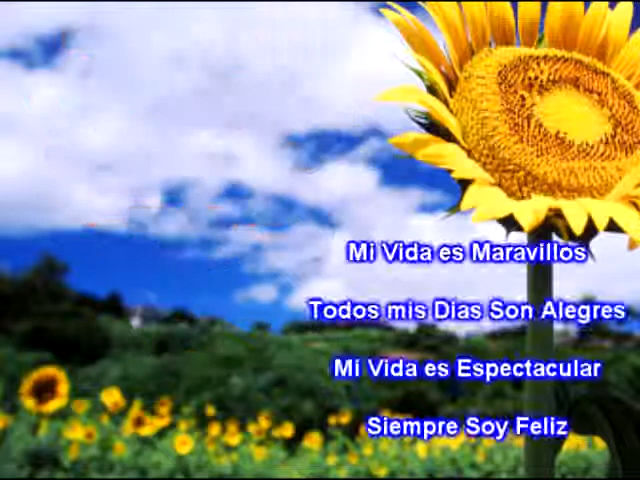 Mi Vida es Maravillos
Todos mis Dias Son Alegres
Mi Vida es Espectacular
Siempre Soy Feliz